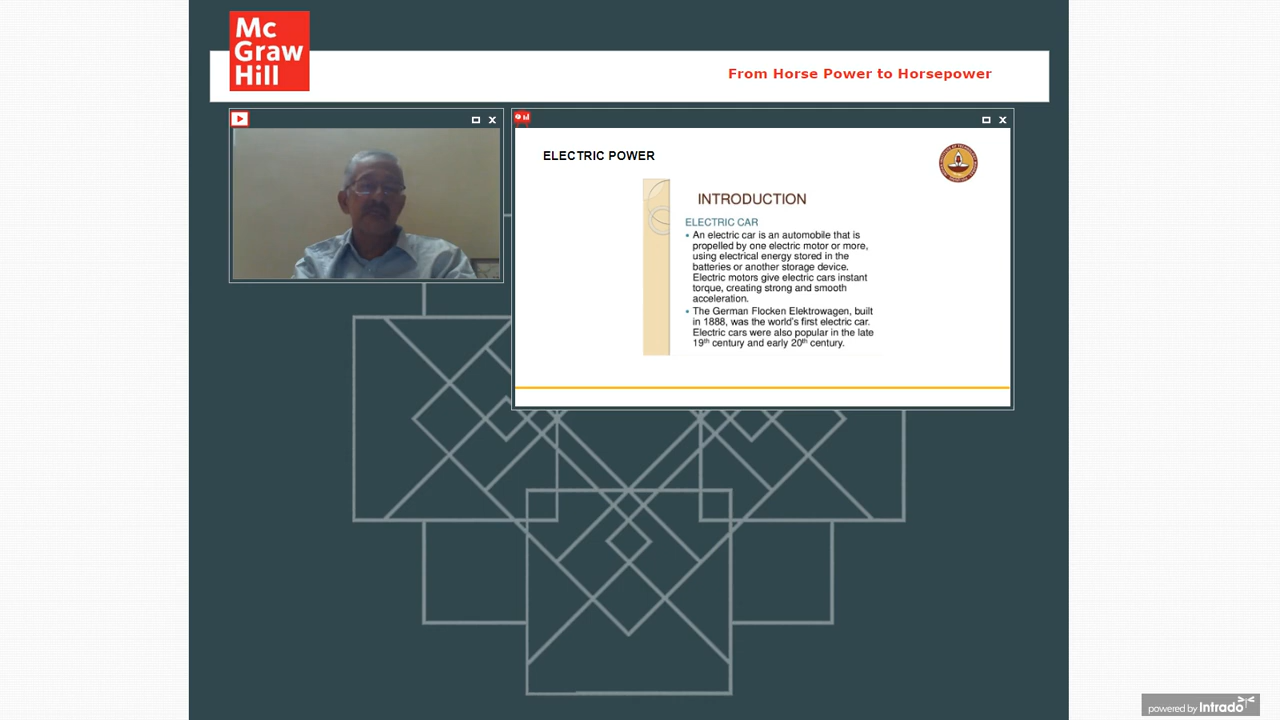 Mc
Graw
Hill
From Horse Power to Horsepower
ELECTRIC POWER
INTRODUCTION
ELECTRIC CAR
• An electric car is an automobile that is
propelled by one electric motor or more,
using electrical energy stored in the
batteries or another storage device.
Electric motors give electric cars instant
torque, creating strong and smooth
acceleration.
• The German Flocken Elektrowagen, built
in 1888, was the world's first electric car.
Electric cars were also popular in the late
19th century and early 20th century.
powered by Intrado